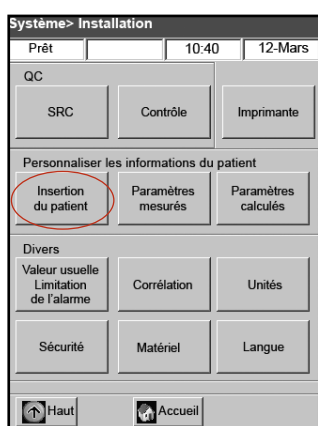 Système> Installation
Prêt 10:40 12-Mars
QC
SRC Contrôle Imprimante
Personnaliser les informations du patient
Insertion du patient
Paramètres mesurés
Paramètres calculés
Divers
Valeur usuelle
Limitation
de l'alarme
Corrélation Unités
Sécurité Matériel Langue
Haut Accueil